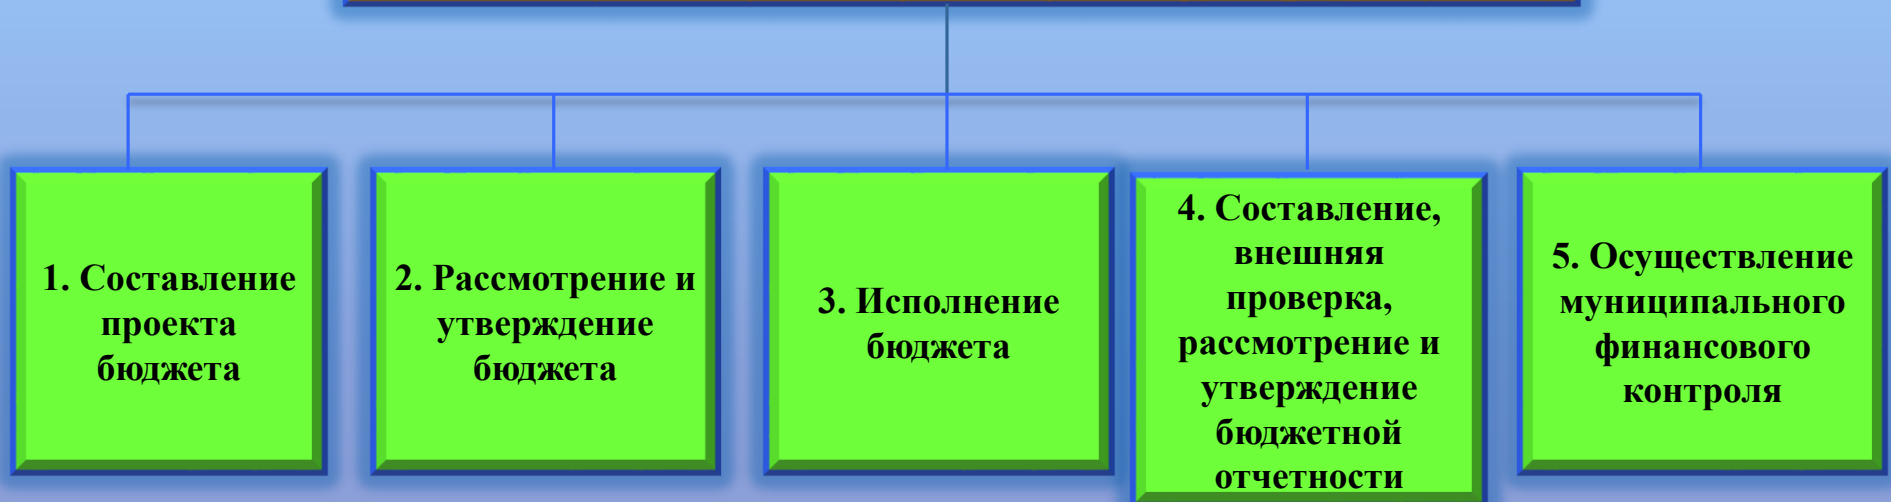 1. Составление
проекта
бюджета
2. Рассмотрение и
утверждение
бюджета
3. Исполнение
бюджета
4. Составление,
внешняя
проверка,
рассмотрение и
утверждение
бюджетной
отчетности
5. Осуществление
муниципального
финансового
контроля